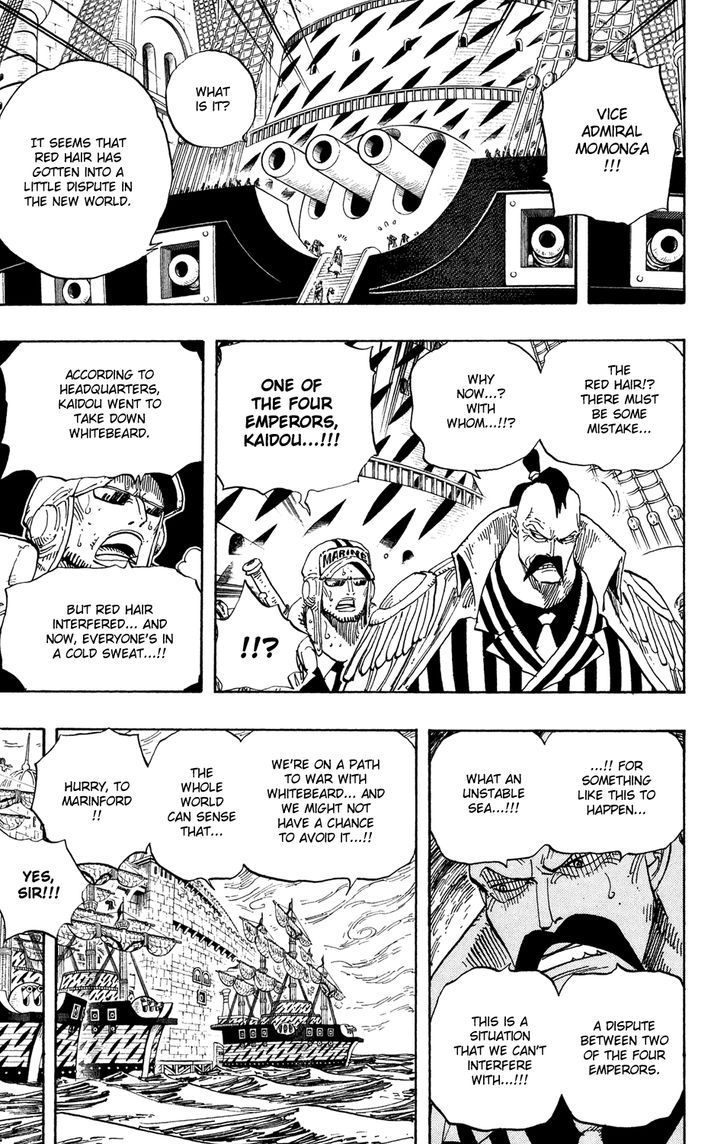 VICE
ADMIRAL
MOMONGA
!!!
WHAT
IS IT?
IT SEEMS THAT
RED HAIR HAS
GOTTEN INTO A
LITTLE DISPUTE IN
THE NEW WORLD.
THE
RED HAIR!?
THERE MUST
BE SOME
MISTAKE...
WHY
NOW...?
WITH
WHOM...!!?
ONE OF
THE FOUR
EMPERORS,
KAIDOU...!!!
MARINE
!!?
ACCORDING TO
HEADQUARTERS,
KAIDOU WENT TO
TAKE DOWN
WHITEBEARD.
BUT RED HAIR
INTERFERED... AND
NOW, EVERYONE'S IN
A COLD SWEAT...!!
...!! FOR
SOMETHING
LIKE THIS TO
HAPPEN...
WHAT AN
UNSTABLE
SEA...!!!
A DISPUTE
BETWEEN TWO
OF THE FOUR
EMPERORS.
THIS IS A
SITUATION
THAT WE CAN'T
INTERFERE
WITH...!!!
WE'RE ON A PATH
TO WAR WITH
WHITEBEARD... AND
WE MIGHT NOT
HAVE A CHANCE
TO AVOID IT...!!
THE
WHOLE
WORLD
CAN SENSE
THAT...
HURRY, TO
MARINFORD
!!
YES,
SIR!!!